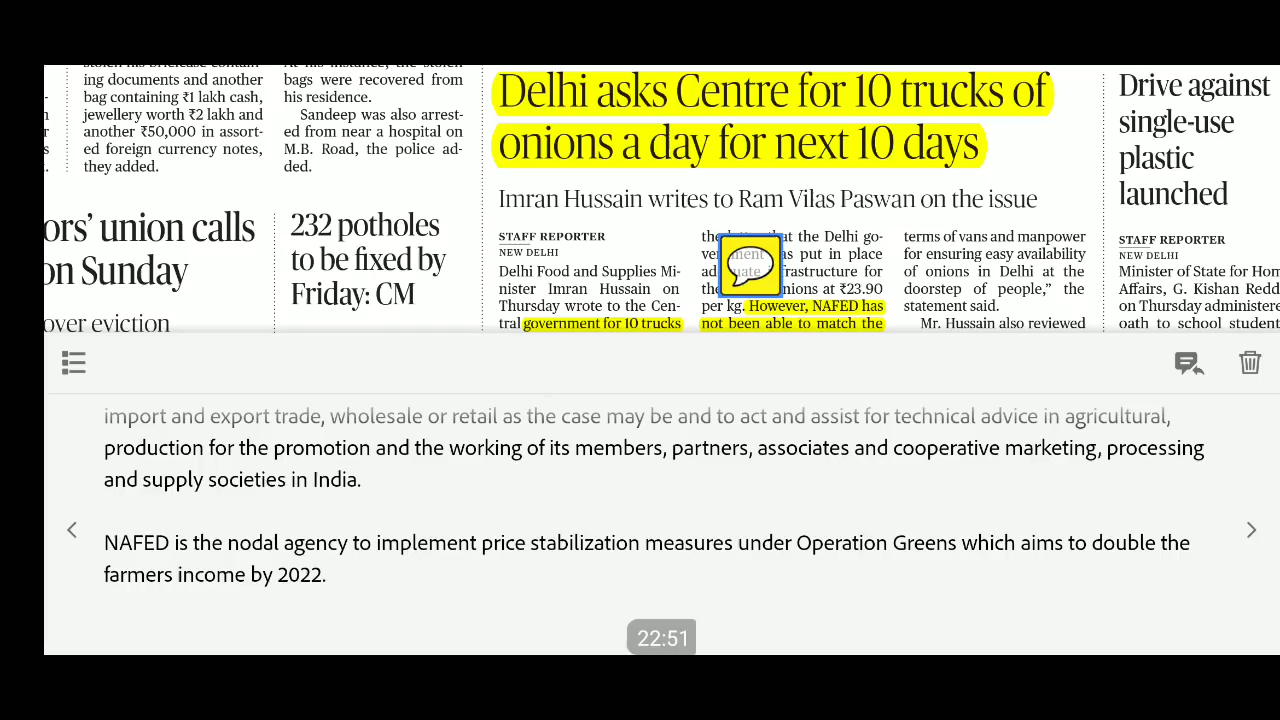 stolen his briefcase contain-
ing documents and another
bag containing ₹1 lakh cash,
jewellery worth ₹2 lakh and
another ₹50,000 in assort-
ed foreign currency notes,
they added.
At his instance, the stolen
bags were recovered from
his residence.
Sandeep was also arrest-
ed from near a hospital on
M.B. Road, the police ad-
ded.
ors' union calls
on Sunday
over eviction
232 potholes
to be fixed by
Friday: CM
Delhi asks Centre for 10 trucks of
onions a day for next 10 days
Imran Hussain writes to Ram Vilas Paswan on the issue
STAFF REPORTER
NEW DELHI
Delhi Food and Supplies Mi-
nister Imran Hussain on
Thursday wrote to the Cen-
tral government for 10 trucks
that the Delhi go-
as put in place
frastructure for
nions at ₹23.90
per kg. However, NAFED has
not been able to match the
terms of vans and manpower
for ensuring easy availability
of onions in Delhi at the
doorstep of people,” the
statement said.
Mr. Hussain also reviewed
Drive against
single-use
plastic
launched
STAFF REPORTER
NEW DELHI
Minister of State for Hom
Affairs, G. Kishan Redd
on Thursday administere
oath to school student
import and export trade, wholesale or retail as the case may be and to act and assist for technical advice in agricultural,
production for the promotion and the working of its members, partners, associates and cooperative marketing, processing
and supply societies in India.
NAFED is the nodal agency to implement price stabilization measures under Operation Greens which aims to double the
farmers income by 2022.
22:51